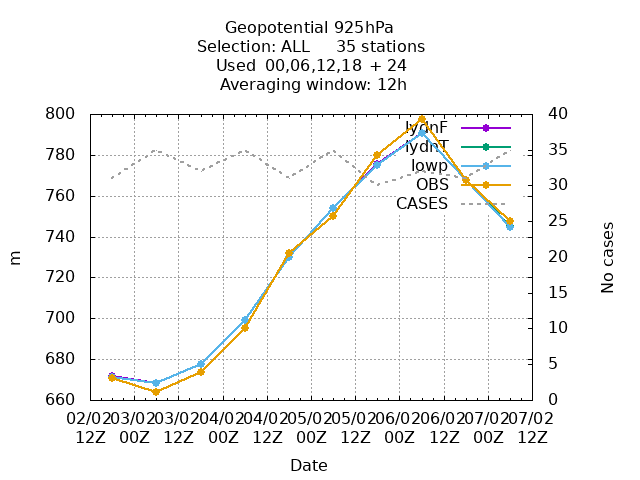 Geopotential 925hPa
Selection: ALL 35 stations
Used 00,06,12,18 + 24
Averaging window: 12h
800
780
760
740
720
700
680
660
m
40
35
30
25
20
15
10
5
0
No cases
lydnF
lydnT
lowp
OBS
CASES
02/02 03/02 03/02 04/02 04/02 05/02 05/02 06/02 06/02 07/02 07/02
12Z 00Z 12Z 00Z 12Z 00Z 12Z 00Z 12Z 00Z 12Z
Date